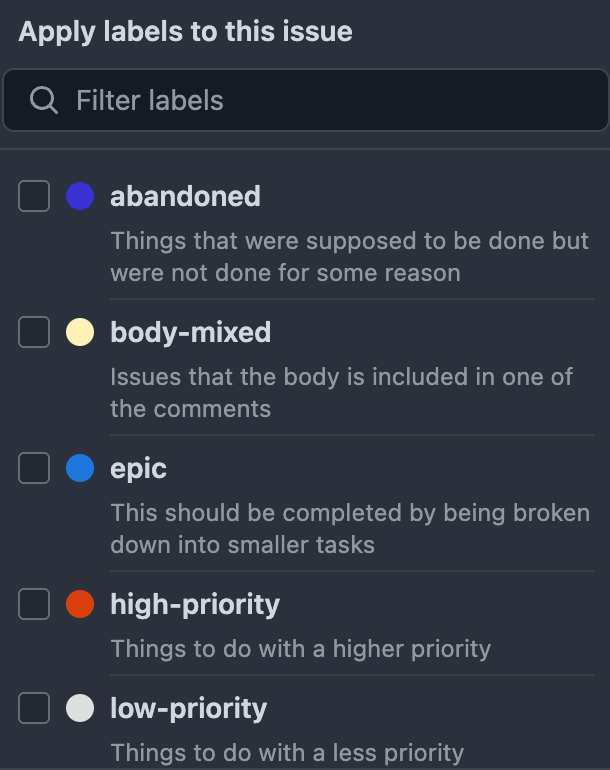 Apply labels to this issue
Filter labels
abandoned
Things that were supposed to be done but
were not done for some reason
body-mixed
Issues that the body is included in one of
the comments
epic
This should be completed by being broken
down into smaller tasks
high-priority
Things to do with a higher priority
low-priority
Things to do with a less priority